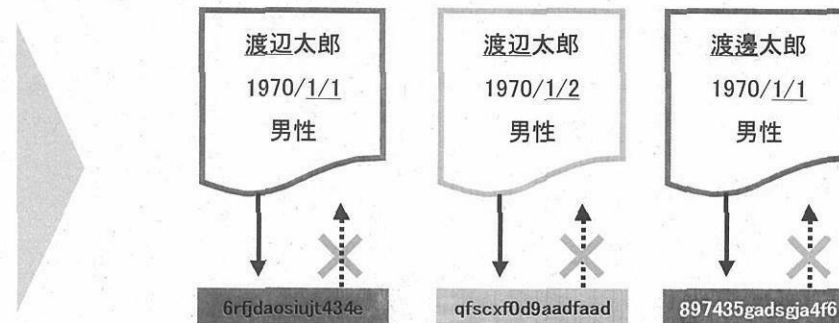 渡辺太郎
1970/1/1
男性
6rfjdaosiujt434e
渡辺太郎
1970/1/2
男性
qfscxf0d9aadfaad
渡邊太郎
1970/1/1
男性
897435gadsgja4f6